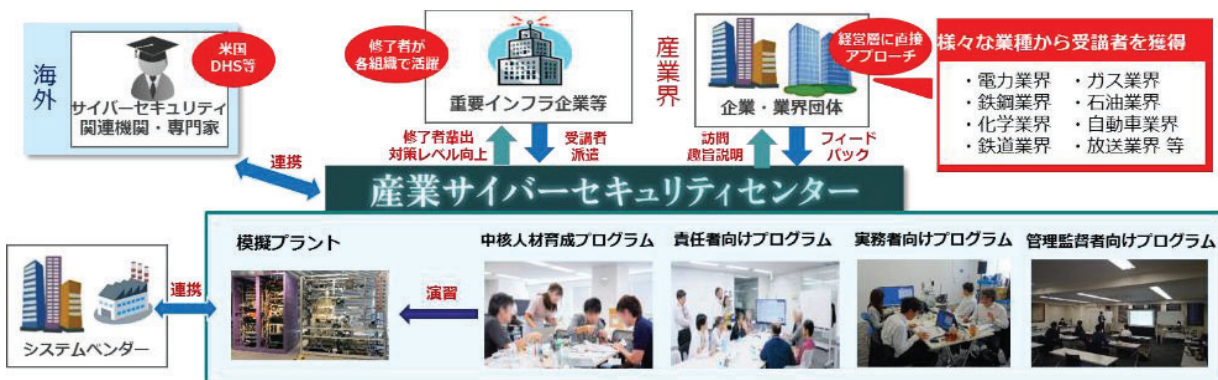 海外
米国
DHS等
サイバーセキュリティ
関連機関・専門家
修了者が
各組織で活躍
重要インフラ企業等
産業界
企業・業界団体
経営層に直接
アプローチ
様々な業種から受講者を獲得
・電力業界 ・ガス業界
・鉄鋼業界 ・石油業界
・化学業界 ・自動車業界
・鉄道業界 ・放送業界 等
連携
修了者輩出
対策レベル向上
受講者
派遣
訪問
趣旨説明
フィード
バック
産業サイバーセキュリティセンター
システムベンダー
連携
模擬プラント
演習
中核人材育成プログラム
責任者向けプログラム
実務者向けプログラム
管理監督者向けプログラム